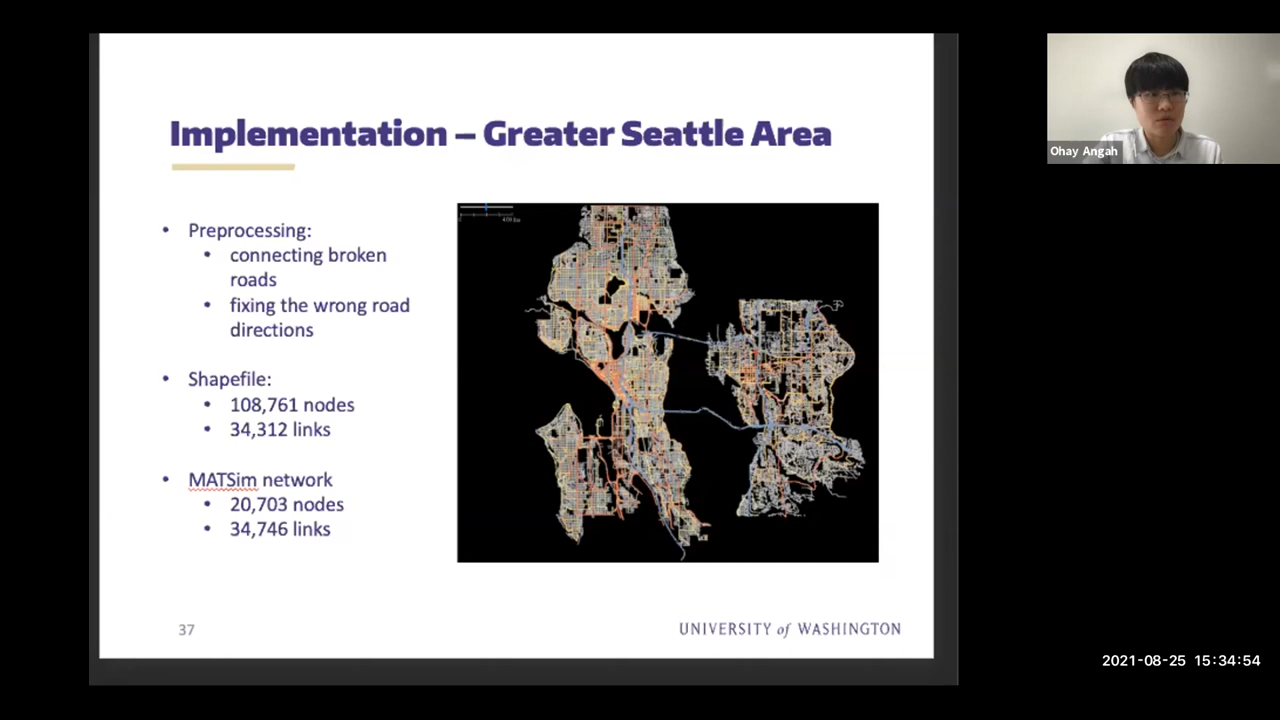 Implementation – Greater Seattle Area
• Preprocessing:
• connecting broken
roads
• fixing the wrong road
directions
• Shapefile:
• 108,761 nodes
• 34,312 links
• MATSim network
• 20,703 nodes
• 34,746 links
37
UNIVERSITY of WASHINGTON
Ohay Angah
2021-08-25 15:34:54